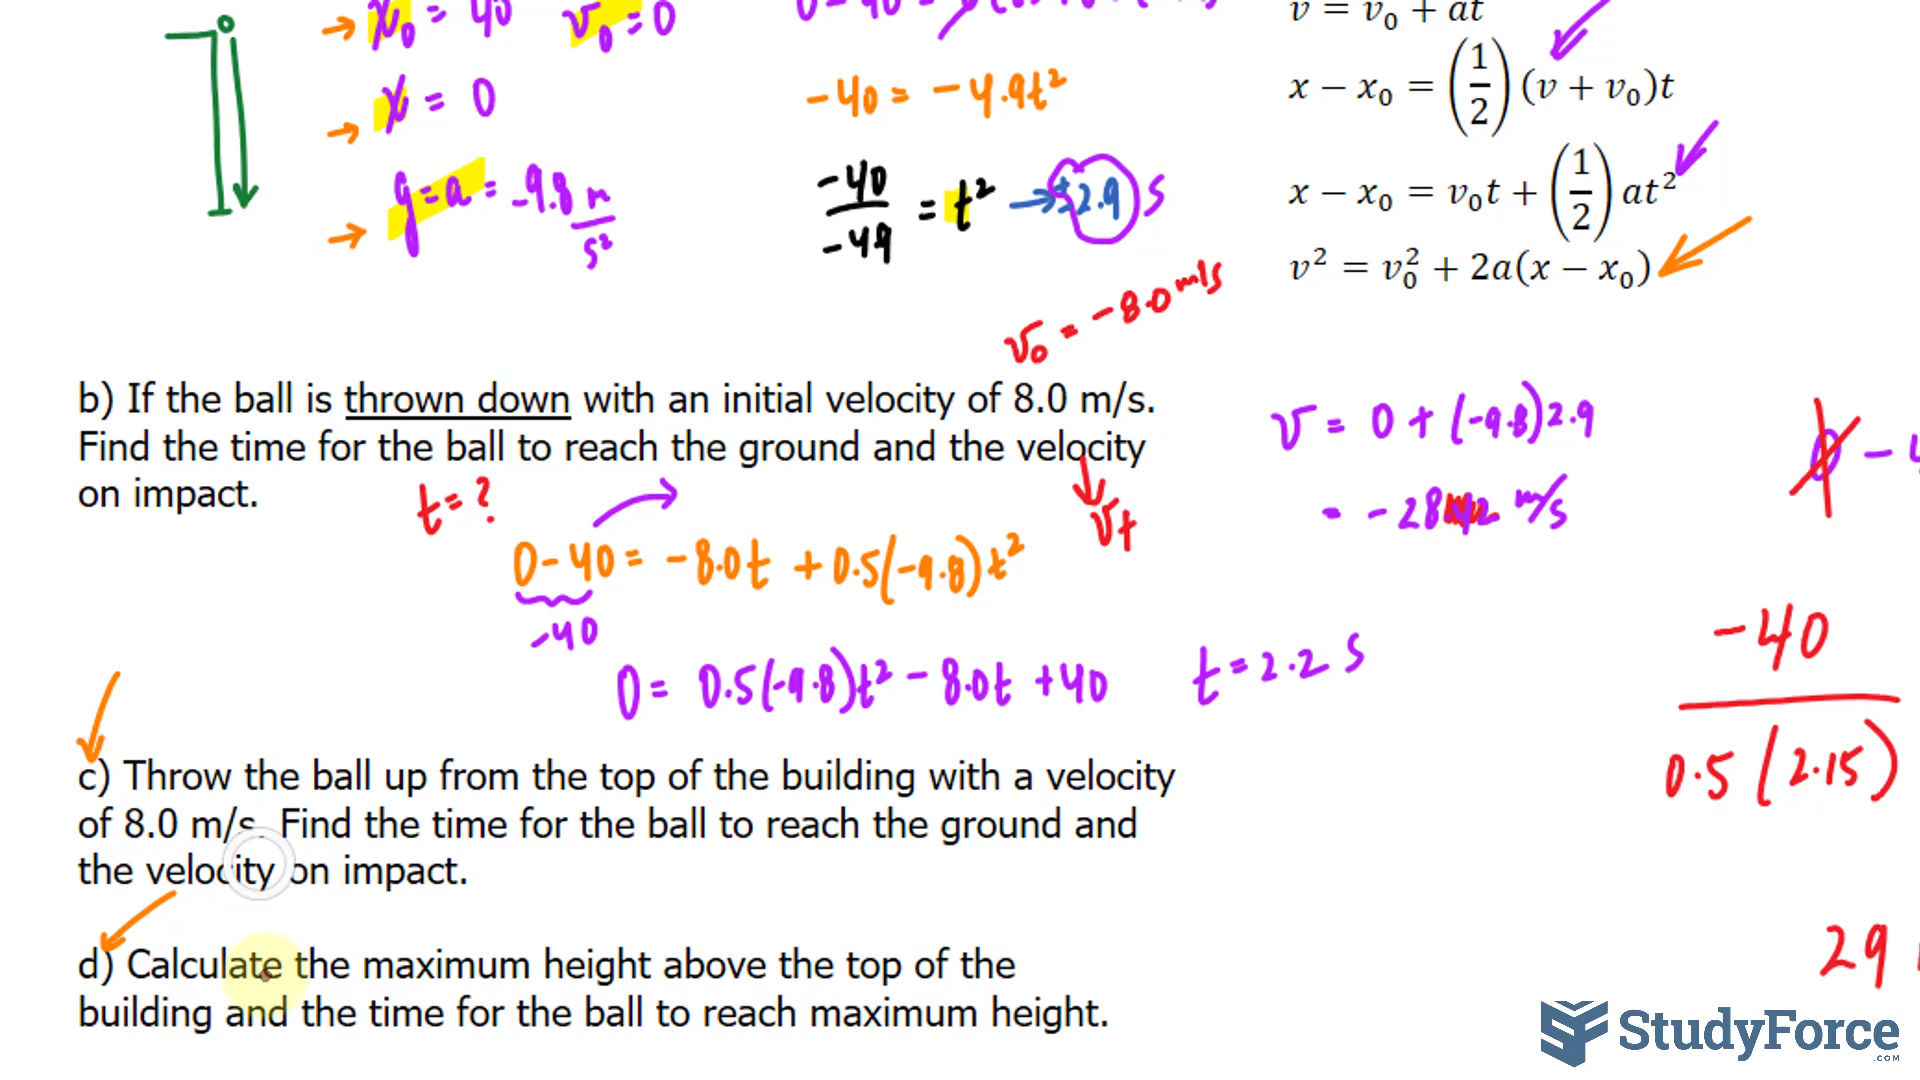 x₀ = 40 v₀ = 0
v = v₀ + at
x − x₀ = (1/2)(v + v₀)t
x = 0
−40 = −4.9t²
g = a = −9.8 m/s²
−40/−49 = t² → ±2.9 s
x − x₀ = v₀t + (1/2)at²
v² = v₀² + 2a(x − x₀)
v₀ = −8.0 m/s
b) If the ball is thrown down with an initial velocity of 8.0 m/s.
Find the time for the ball to reach the ground and the velocity
on impact.
t = ?
v = 0 + (−9.8)2.9
= −28 m/s
0 − 40 = −8.0t + 0.5(−9.8)t²
−40
0 = 0.5(−9.8)t² − 8.0t + 40 t = 2.2 s
−40
0.5(2.15)
c) Throw the ball up from the top of the building with a velocity
of 8.0 m/s. Find the time for the ball to reach the ground and
the velocity on impact.
29
d) Calculate the maximum height above the top of the
building and the time for the ball to reach maximum height.
StudyForce
.COM